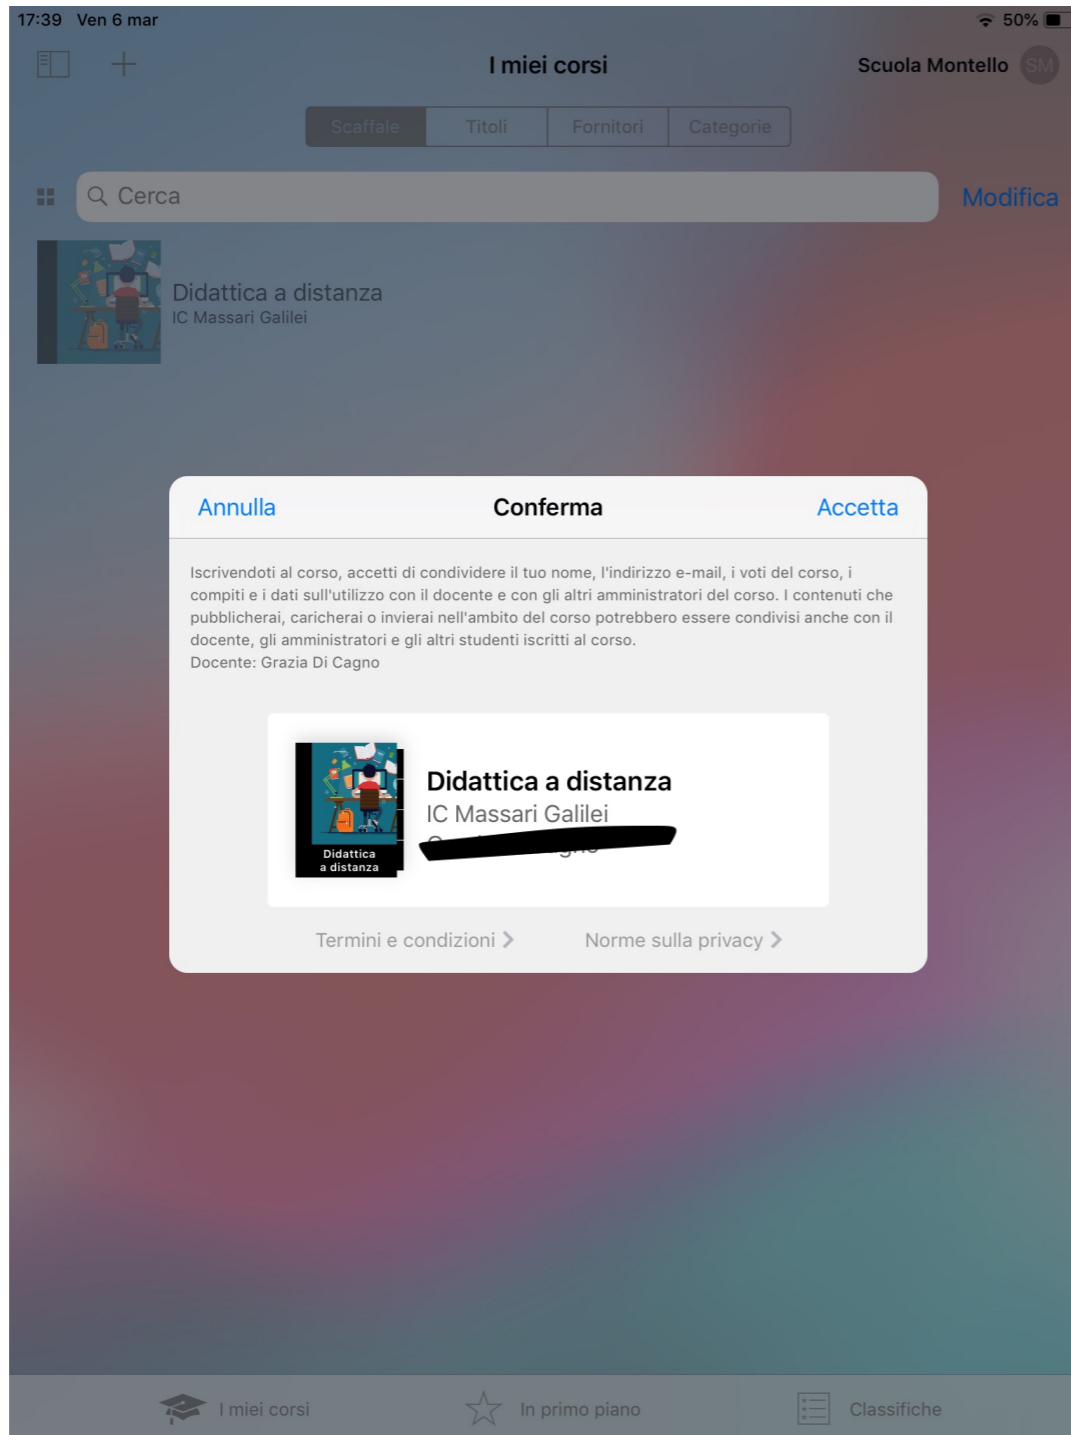 17:39 Ven 6 mar
50%
I miei corsi
Scuola Montello SM
Scaffale Titoli Fornitori Categorie
Cerca
Modifica
Didattica a distanza
IC Massari Galilei
Annulla
Conferma
Accetta
Iscrivendoti al corso, accetti di condividere il tuo nome, l'indirizzo e-mail, i voti del corso, i
compiti e i dati sull'utilizzo con il docente e con gli altri amministratori del corso. I contenuti che
pubblicherai, caricherai o invierai nell'ambito del corso potrebbero essere condivisi anche con il
docente, gli amministratori e gli altri studenti iscritti al corso.
Docente: Grazia Di Cagno
Didattica a distanza
IC Massari Galilei
Didattica
a distanza
Termini e condizioni
Norme sulla privacy
I miei corsi
In primo piano
Classifiche